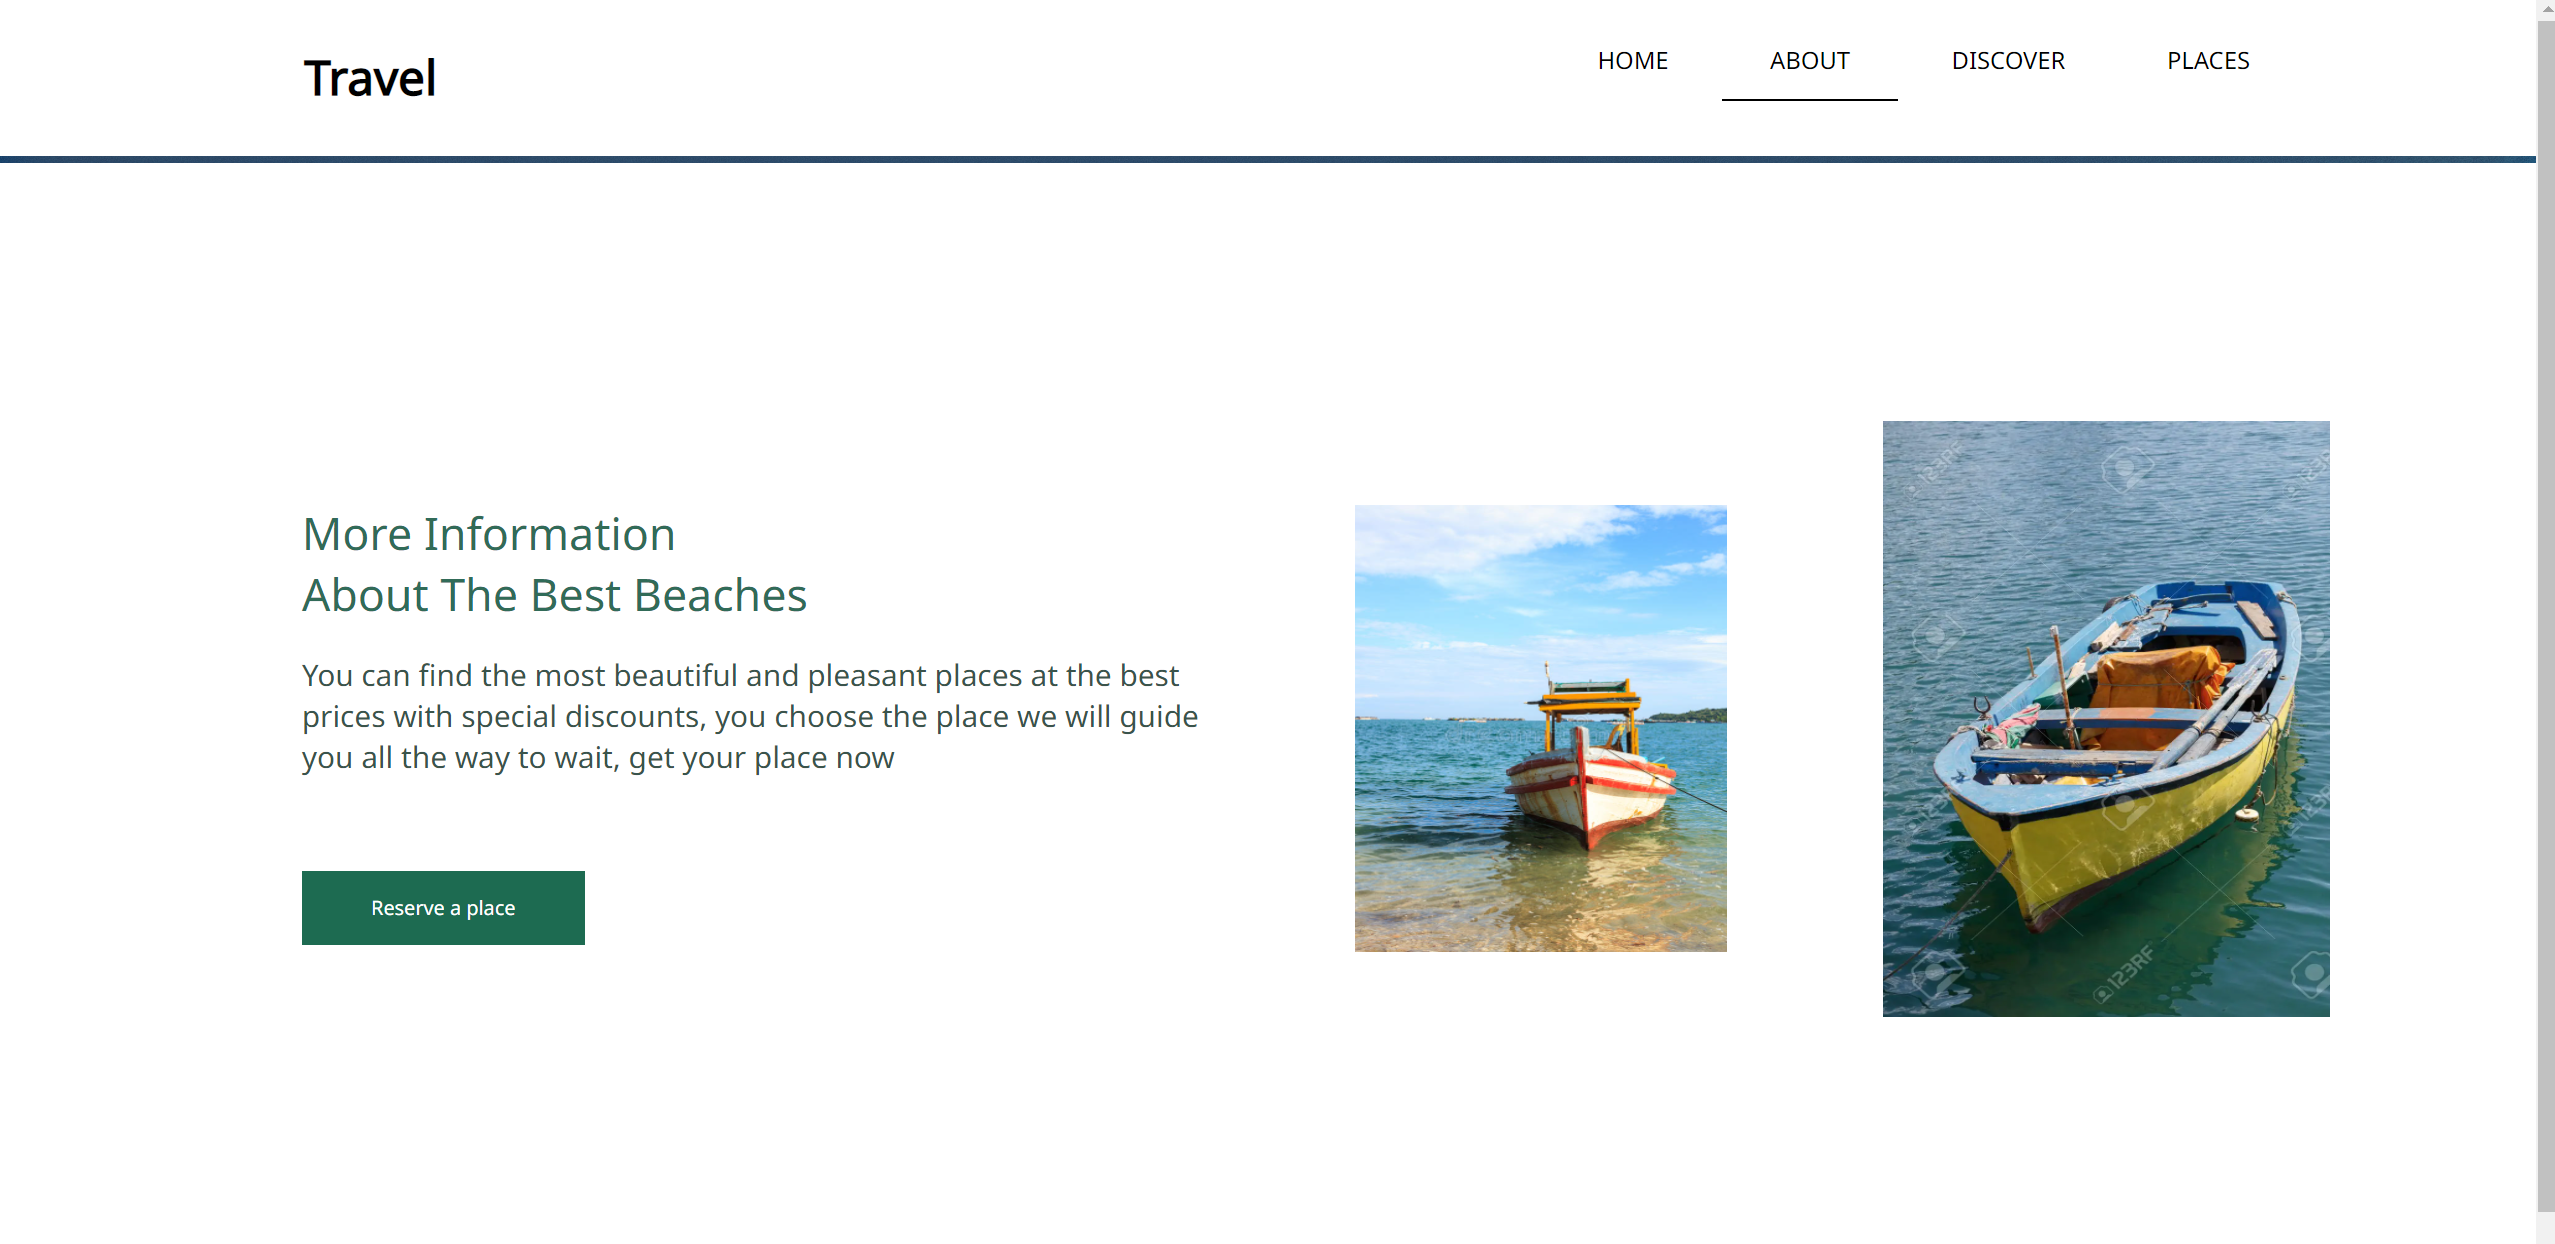 Travel
HOME
ABOUT
DISCOVER
PLACES
More Information
About The Best Beaches
You can find the most beautiful and pleasant places at the best
prices with special discounts, you choose the place we will guide
you all the way to wait, get your place now
Reserve a place
123RF
123RF